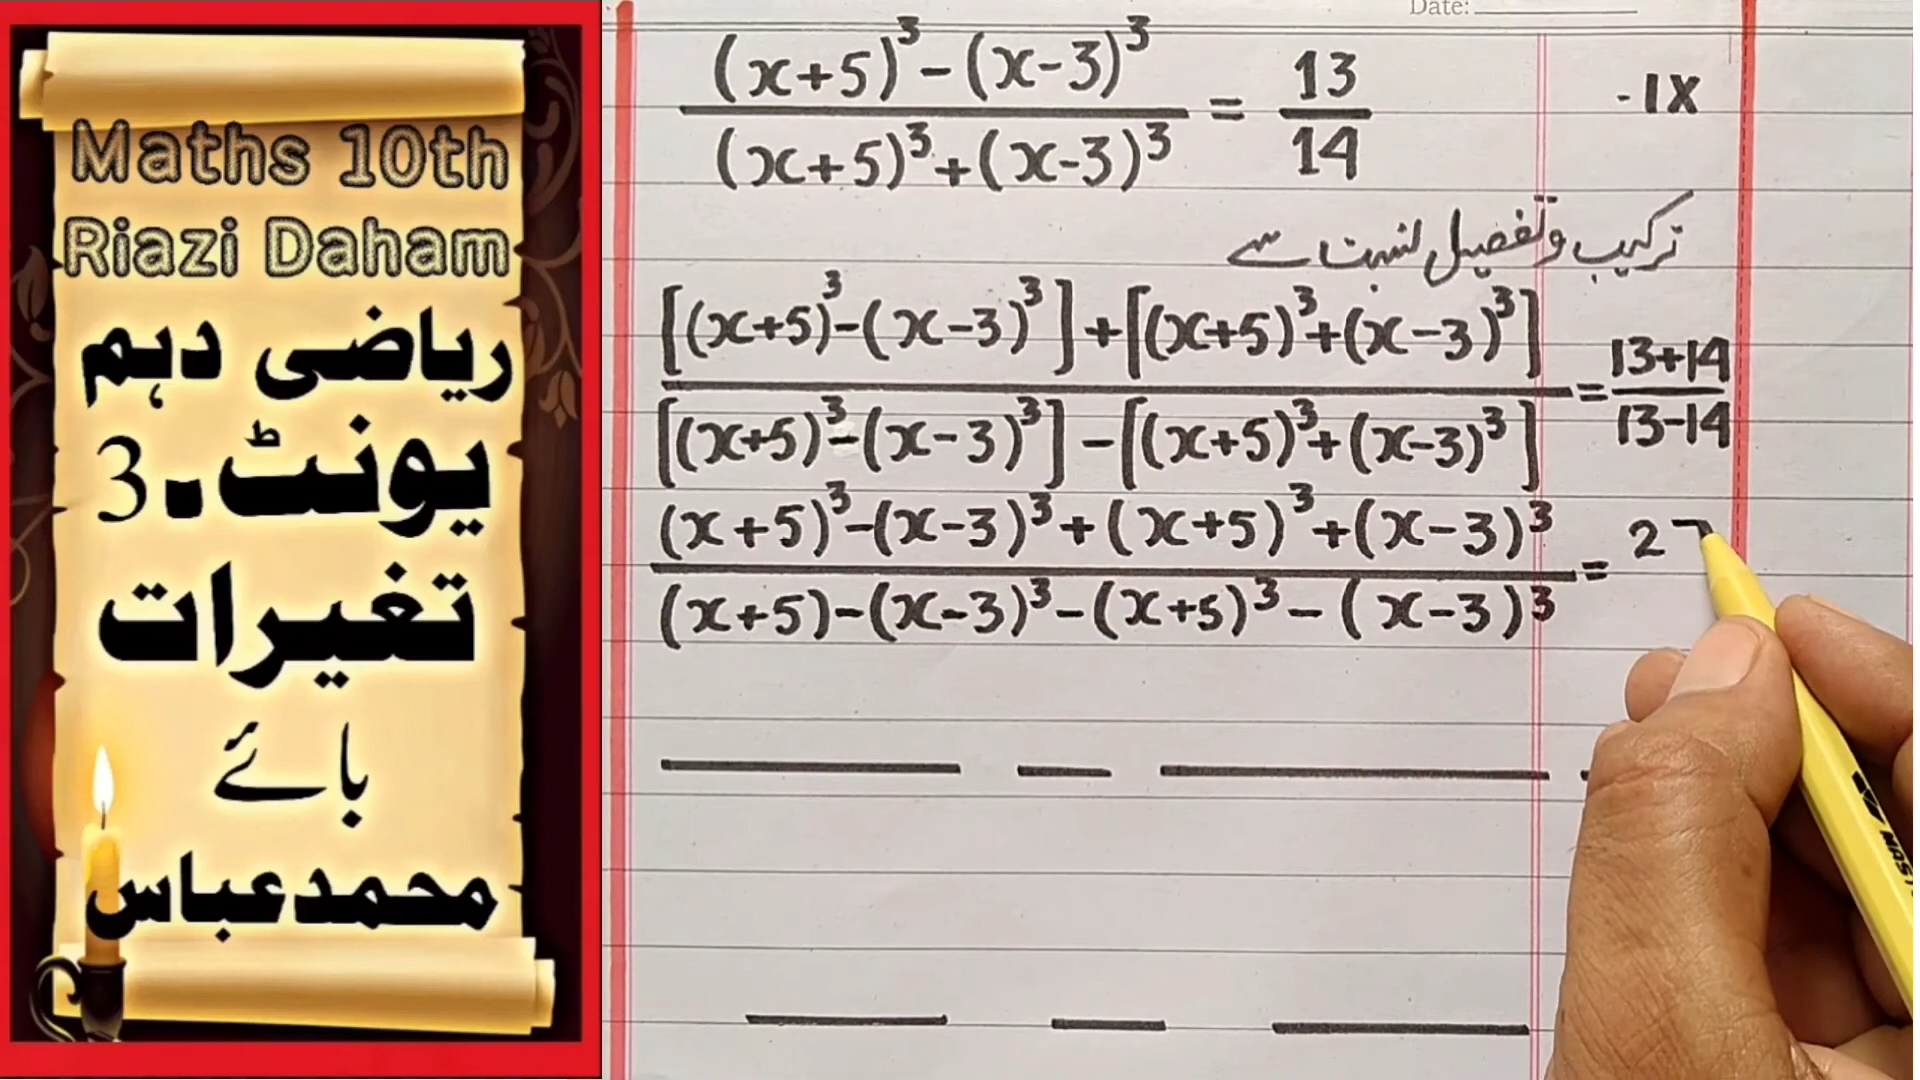 Maths 10th
Riazi Daham
ریاضی دہم
یونٹ.3
تغیرات
بائے
محمدعباس
Date:
(x+5)³-(x-3)³ / (x+5)³+(x-3)³ = 13/14 -IX
ترکیب و تفصیل نسبت سے
[(x+5)³-(x-3)³]+[(x+5)³+(x-3)³] / [(x+5)³-(x-3)³]-[(x+5)³+(x-3)³] = 13+14/13-14
(x+5)³-(x-3)³+(x+5)³+(x-3)³ / (x+5)-(x-3)³-(x+5)³-(x-3)³ = 27